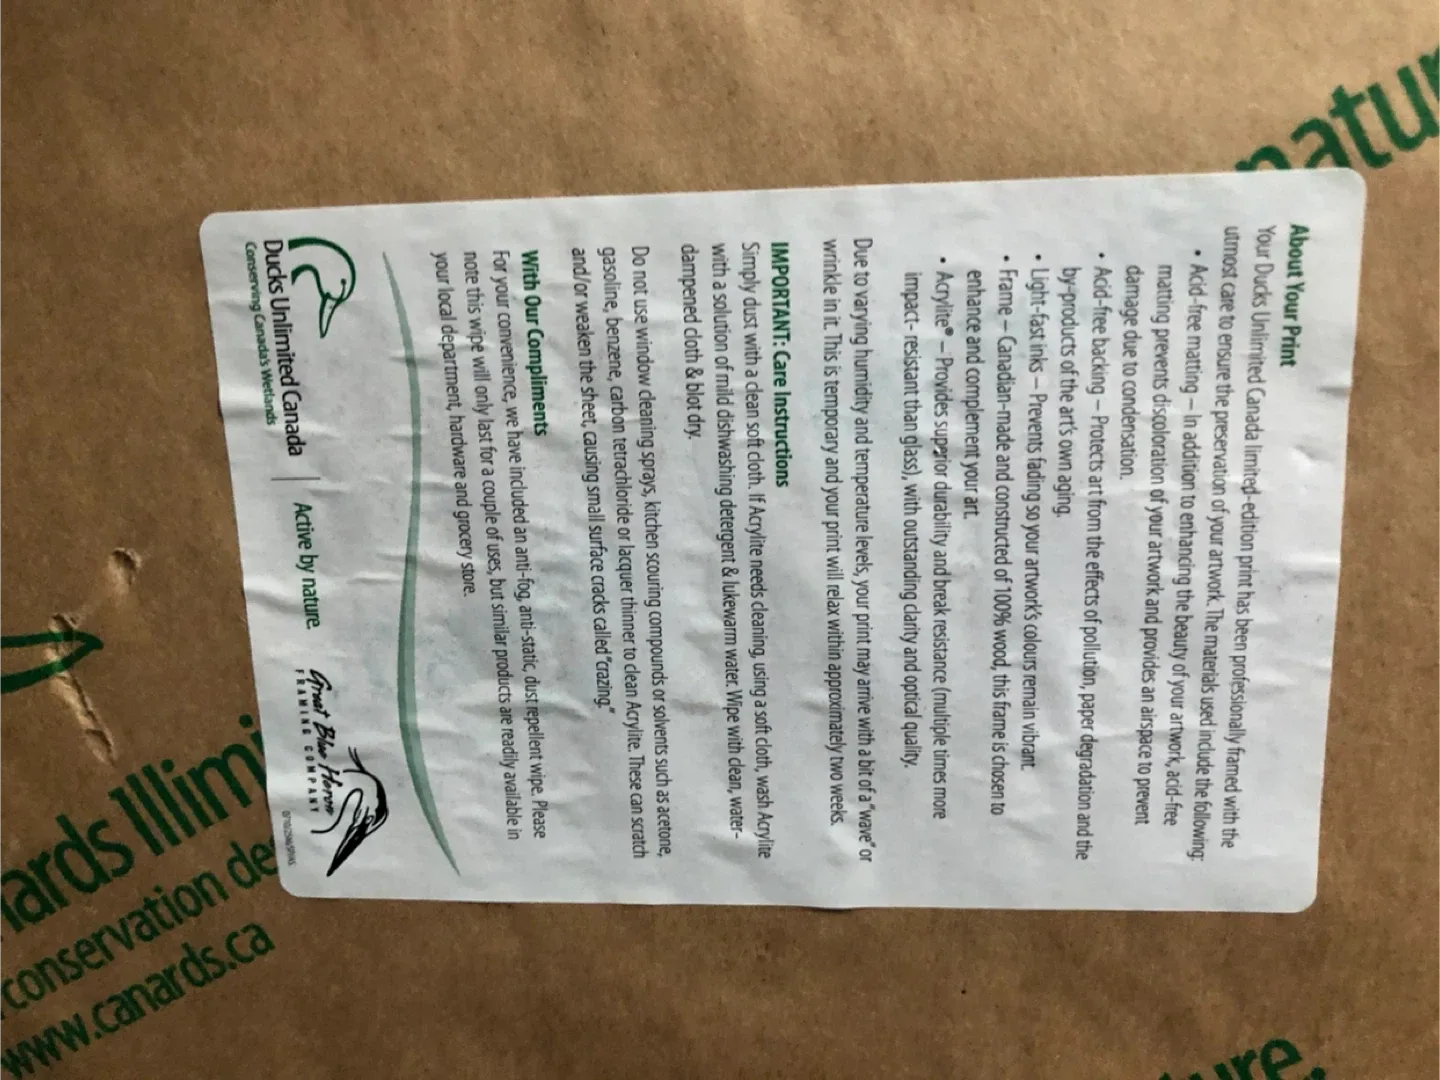 About Your Print
Your Ducks Unlimited Canada limited-edition print has been professionally framed with the
utmost care to ensure the preservation of your artwork. The materials used include the following:
• Acid-free matting – In addition to enhancing the beauty of your artwork, acid-free
matting prevents discoloration of your artwork and provides an airspace to prevent
damage due to condensation.
• Acid-free backing – Protects art from the effects of pollution, paper degradation and the
by-products of the art's own aging.
• Light-fast inks – Prevents fading so your artwork's colours remain vibrant.
• Frame – Canadian-made and constructed of 100% wood, this frame is chosen to
enhance and complement your art.
• Acrylite® – Provides superior durability and break resistance (multiple times more
impact- resistant than glass), with outstanding clarity and optical quality.
Due to varying humidity and temperature levels, your print may arrive with a bit of a "wave" or
wrinkle in it. This is temporary and your print will relax within approximately two weeks.
IMPORTANT: Care Instructions
Simply dust with a clean soft cloth. If Acrylite needs cleaning, using a soft cloth, wash Acrylite
with a solution of mild dishwashing detergent & lukewarm water. Wipe with clean, water-
dampened cloth & blot dry.
Do not use window cleaning sprays, kitchen scouring compounds or solvents such as acetone,
gasoline, benzene, carbon tetrachloride or lacquer thinner to clean Acrylite. These can scratch
and/or weaken the sheet, causing small surface cracks called "crazing."
With Our Compliments
For your convenience, we have included an anti-fog, anti-static, dust repellent wipe. Please
note this wipe will only last for a couple of uses, but similar products are readily available in
your local department, hardware and grocery store.
Ducks Unlimited Canada
Conserving Canada's Wetlands
Active by nature.
Great Blue Heron
FRAMING COMPANY
natur
ards Illimi
conservation de
www.canards.ca
ure.